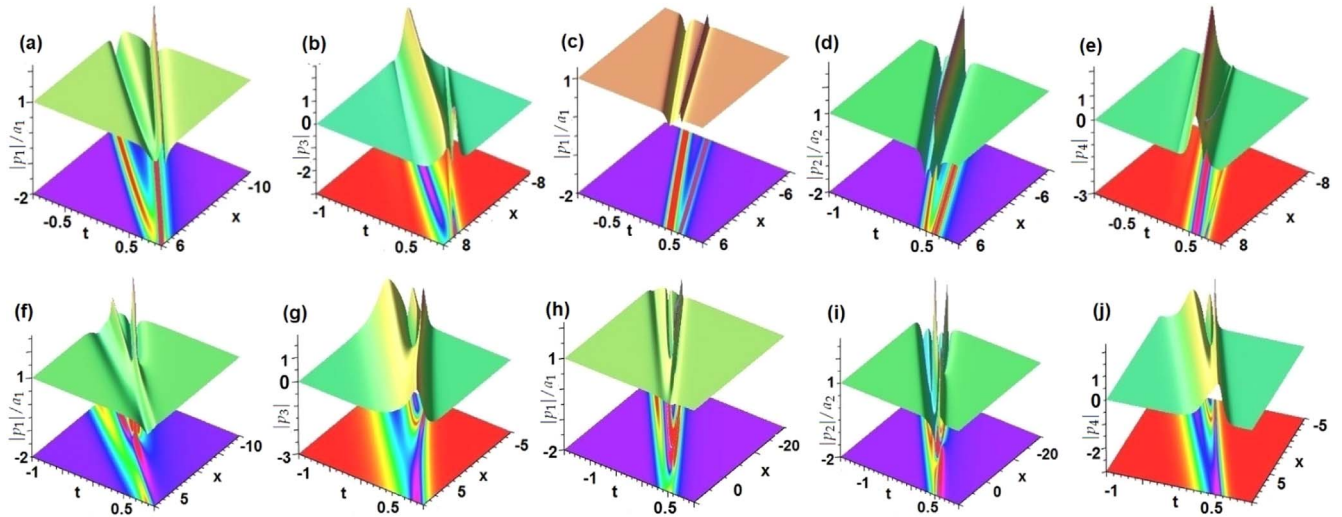 (a)
|p1|/a1
1
-2
-0.5
t
0.5
6
x
-10
(b)
|p3|
1
0
-2
-1
t
0.5
8
x
-8
(c)
|p1|/a1
1
-2
-0.5
t
0.5
6
x
-6
(d)
|p2|/a2
1
-2
-1
t
0.5
6
x
-6
(e)
|p4|
1
0
-3
-0.5
t
0.5
8
x
-8
(f)
|p1|/a1
1
-2
-1
t
0.5
5
x
-10
(g)
|p3|
1
0
-3
-1
t
0.5
5
x
-5
(h)
|p1|/a1
1
-2
-1
t
0.5
0
x
-20
(i)
|p2|/a2
1
-2
-1
t
0.5
0
x
-20
(j)
|p4|
1
0
-2
-1
t
0.5
5
x
-5